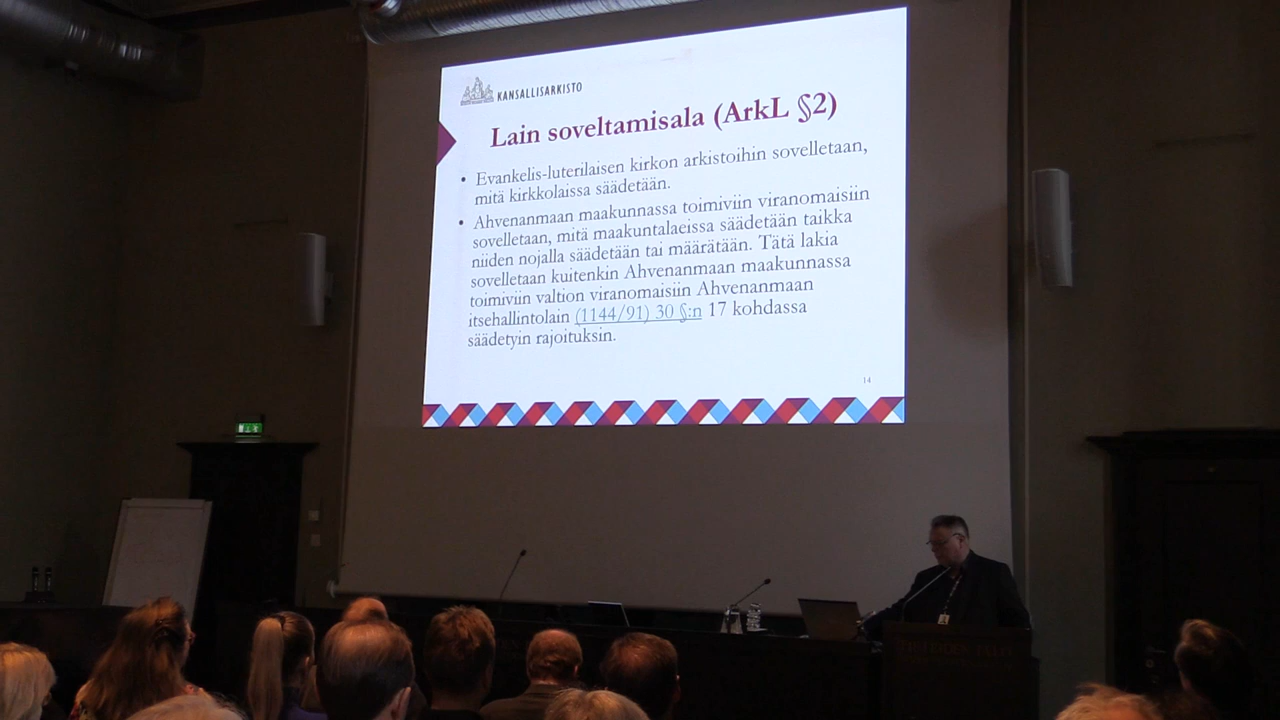 KANSALLISARKISTO
Lain soveltamisala (ArkL §2)
• Evankelis-luterilaisen kirkon arkistoihin sovelletaan,
mitä kirkkolaissa säädetään.
• Ahvenanmaan maakunnassa toimiviin viranomaisiin
sovelletaan, mitä maakuntalaeissa säädetään taikka
niiden nojalla säädetään tai määrätään. Tätä lakia
sovelletaan kuitenkin Ahvenanmaan maakunnassa
toimiviin valtion viranomaisiin Ahvenanmaan
itsehallintolain (1144/91) 30 §:n 17 kohdassa
säädetyin rajoituksin.
14